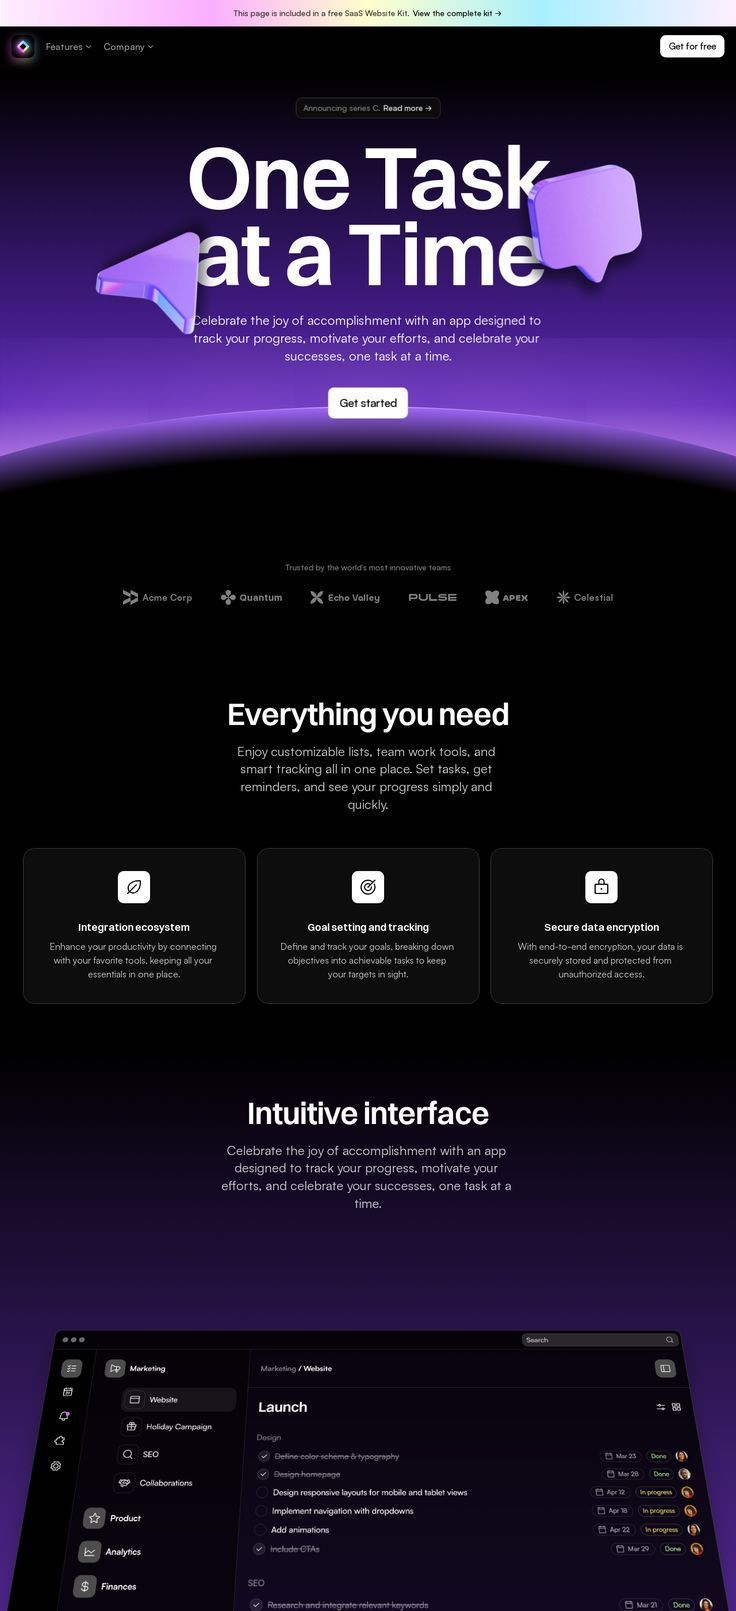 This page is included in a free SaaS Website Kit. View the complete kit →
Features
Company
Get for free
Announcing series C. Read more →
One Task
at a Time
Celebrate the joy of accomplishment with an app designed to
track your progress, motivate your efforts, and celebrate your
successes, one task at a time.
Get started
Trusted by the world's most innovative teams
Acme Corp
Quantum
Echo Valley
PULSE
APEX
Celestial
Everything you need
Enjoy customizable lists, team work tools, and
smart tracking all in one place. Set tasks, get
reminders, and see your progress simply and
quickly.
Integration ecosystem
Enhance your productivity by connecting
with your favorite tools, keeping all your
essentials in one place.
Goal setting and tracking
Define and track your goals, breaking down
objectives into achievable tasks to keep
your targets in sight.
Secure data encryption
With end-to-end encryption, your data is
securely stored and protected from
unauthorized access.
Intuitive interface
Celebrate the joy of accomplishment with an app
designed to track your progress, motivate your
efforts, and celebrate your successes, one task at a
time.
Search
Marketing
Website
Holiday Campaign
SEO
Collaborations
Product
Analytics
Finances
Marketing / Website
Launch
Design
Define color scheme & typography Mar 23 Done
Design homepage Mar 28 Done
Design responsive layouts for mobile and tablet views Apr 12 In progress
Implement navigation with dropdowns Apr 18 In progress
Add animations Apr 22 In progress
Include CTAs Mar 29 Done
SEO
Research and integrate relevant keywords Mar 21 Done